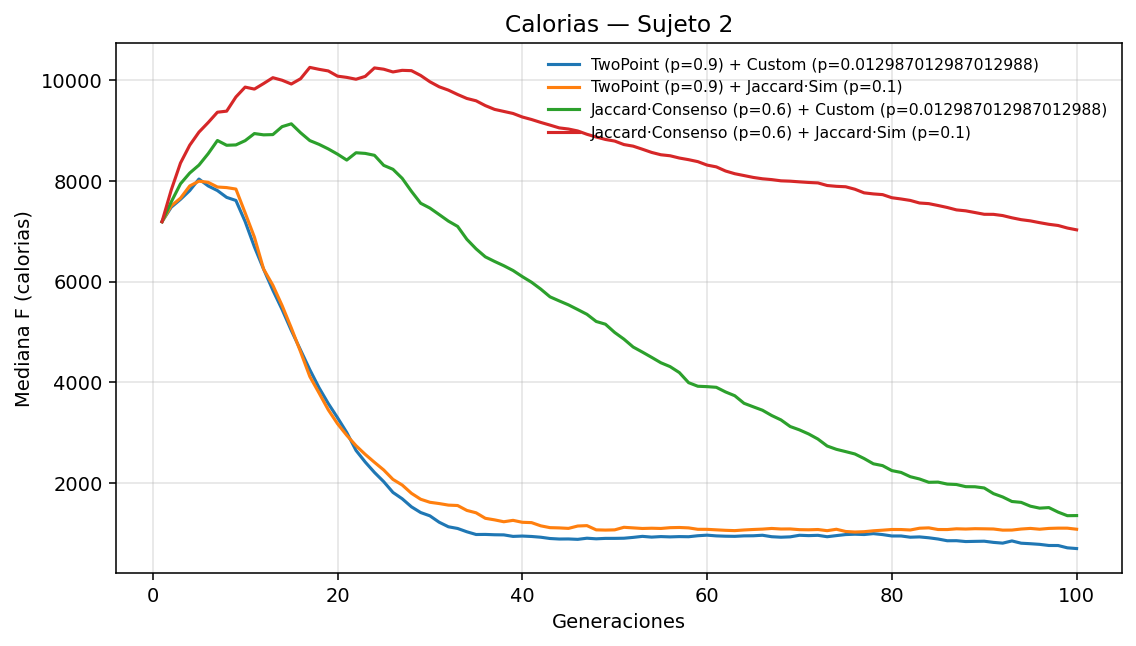 Calorias — Sujeto 2
TwoPoint (p=0.9) + Custom (p=0.012987012987012988)
TwoPoint (p=0.9) + Jaccard·Sim (p=0.1)
Jaccard·Consenso (p=0.6) + Custom (p=0.012987012987012988)
Jaccard·Consenso (p=0.6) + Jaccard·Sim (p=0.1)
Mediana F (calorias)
10000
8000
6000
4000
2000
0 20 40 60 80 100
Generaciones